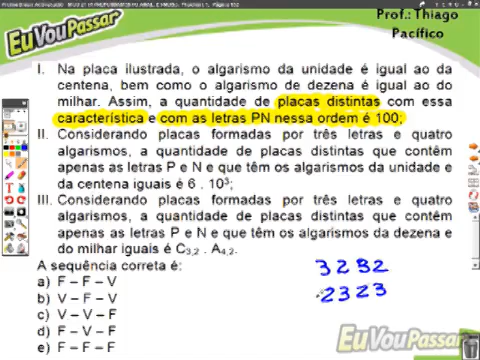 Prof.: Thiago
Pacífico
EuVouPassar
I. Na placa ilustrada, o algarismo da unidade é igual ao da
centena, bem como o algarismo de dezena é igual ao do
milhar. Assim, a quantidade de placas distintas com essa
característica e com as letras PN nessa ordem é 100;
II. Considerando placas formadas por três letras e quatro
algarismos, a quantidade de placas distintas que contêm
apenas as letras P e N e que têm os algarismos da unidade e
da centena iguais é 6 . 10³;
III. Considerando placas formadas por três letras e quatro
algarismos, a quantidade de placas distintas que contêm
apenas as letras P e N e que têm os algarismos da dezena e
do milhar iguais é C3,2 . A4,2.
A sequência correta é:
a) F – F – V
b) V – F – V
c) V – V – F
d) V – F – F
e) F – F – F
3232
2323
EuVouPassar